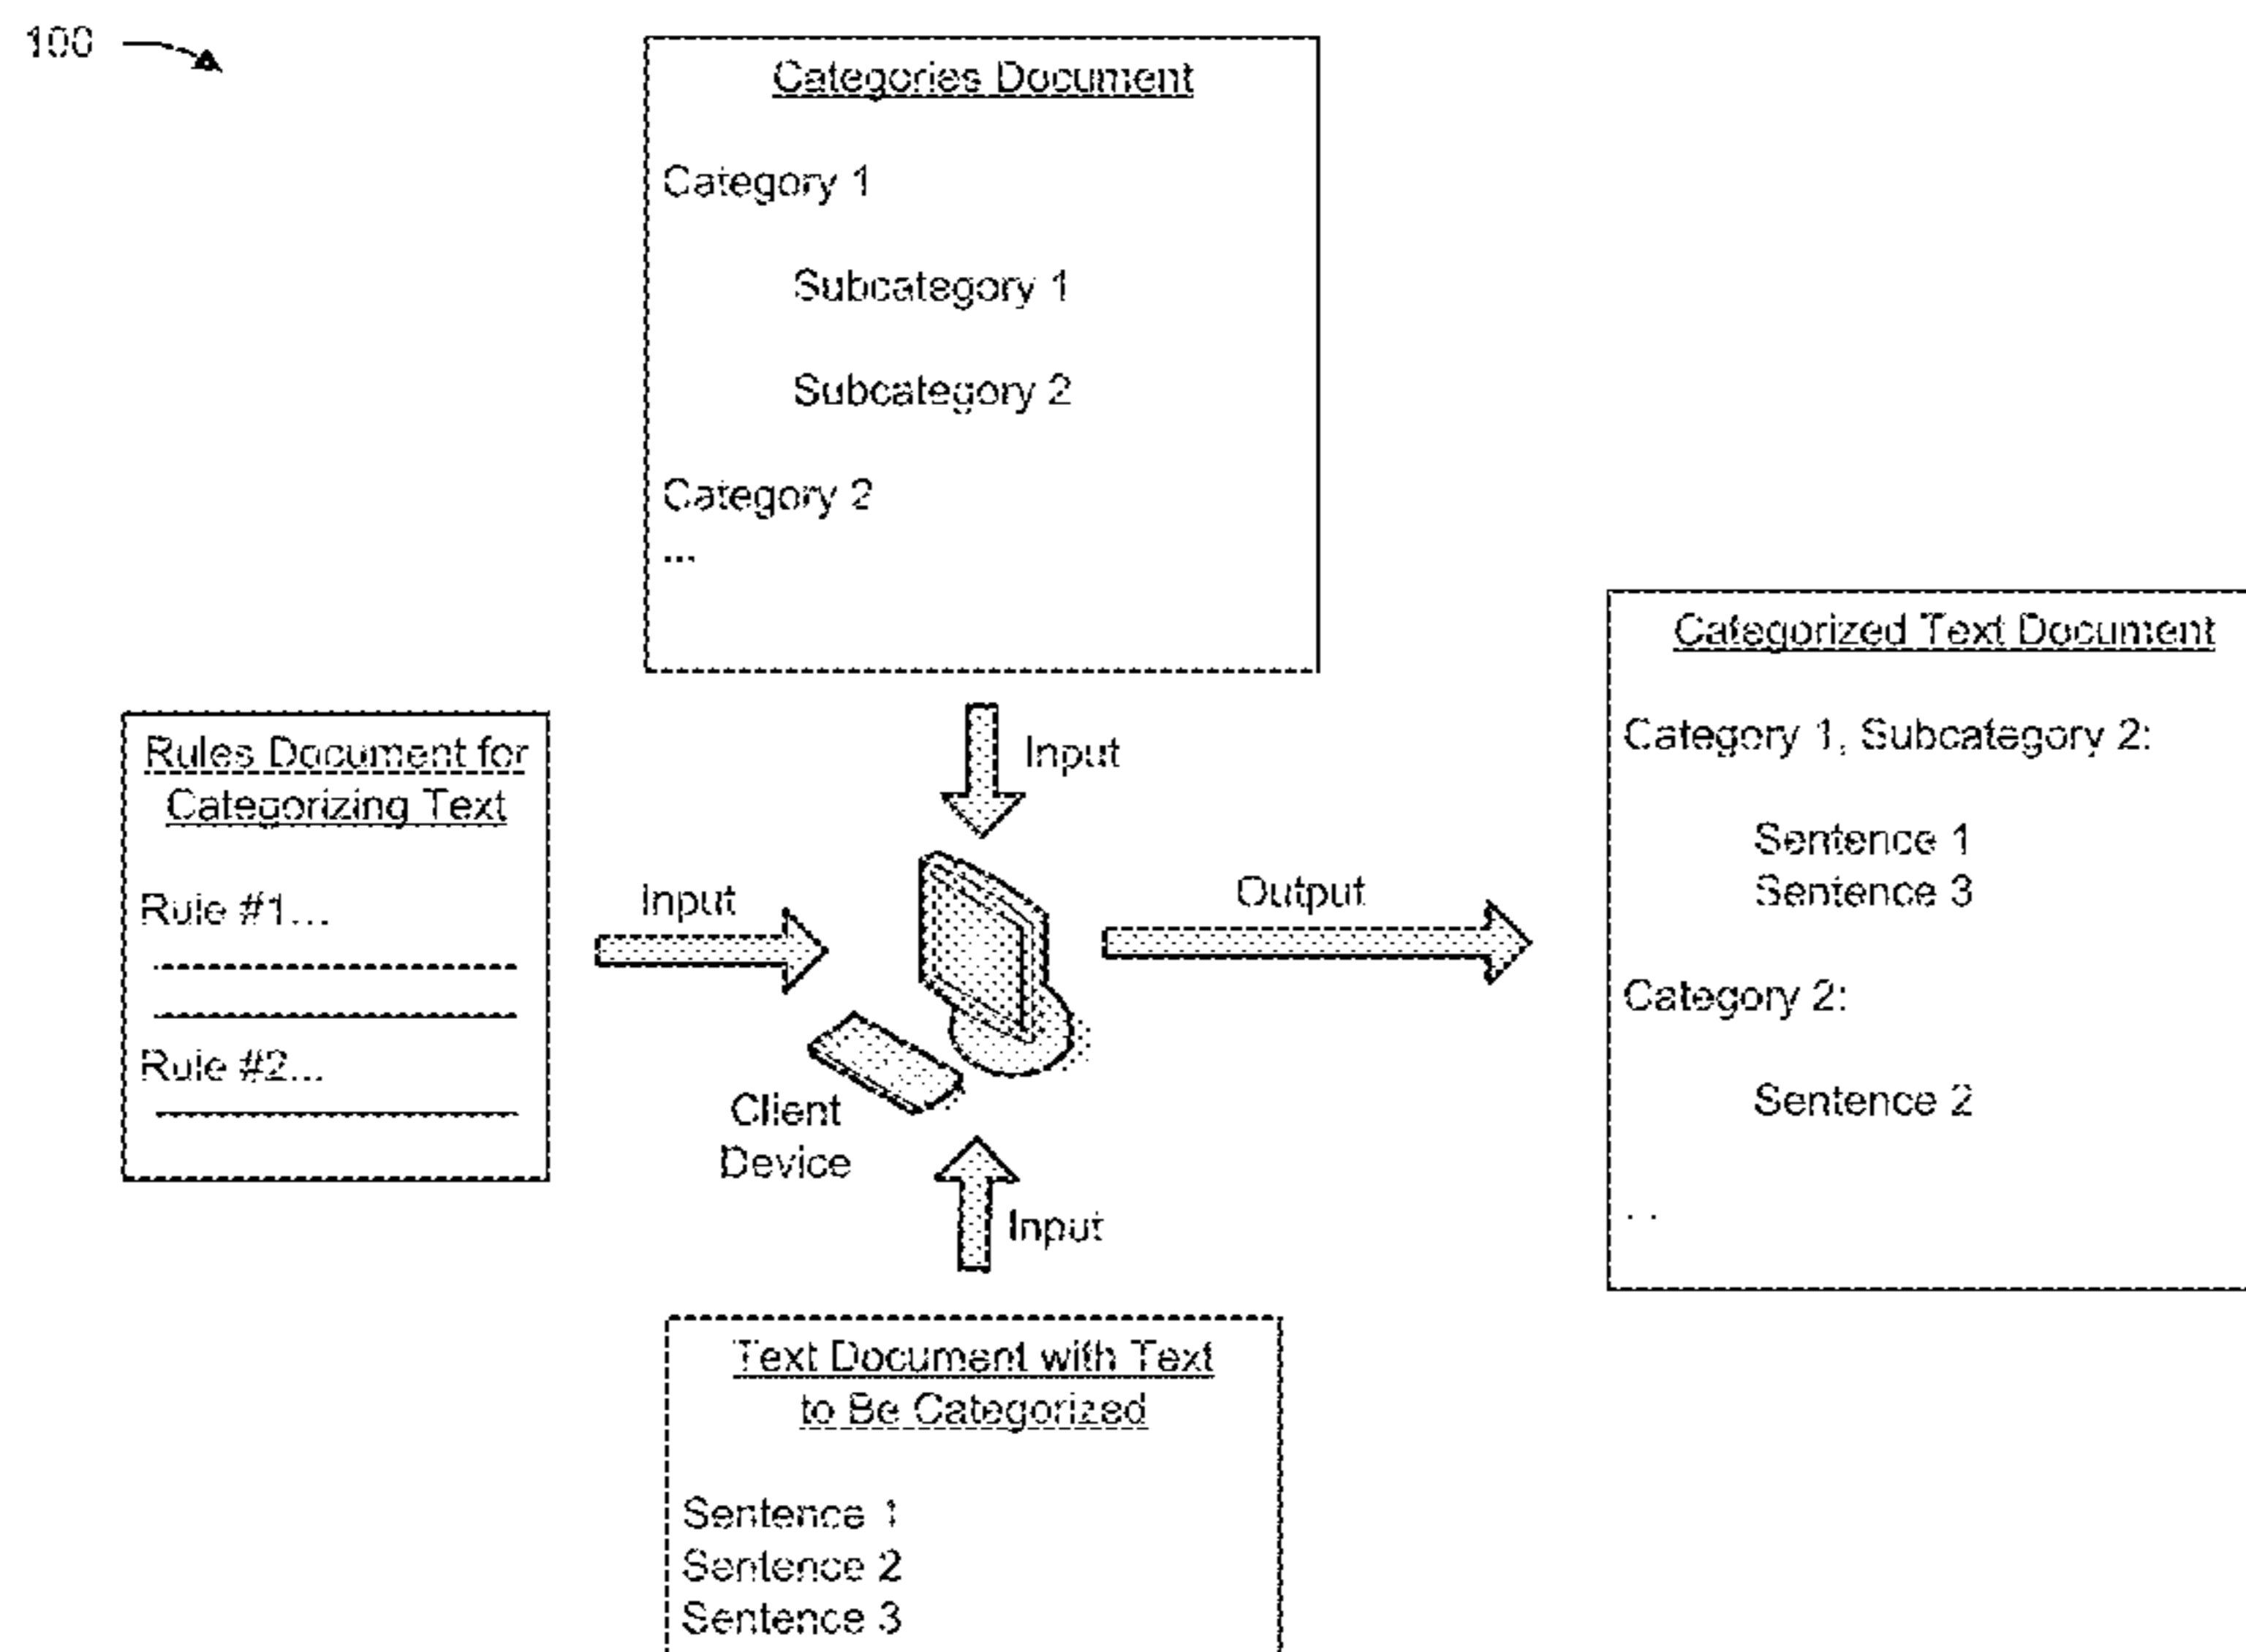 100
Categories Document
Category 1
Subcategory 1
Subcategory 2
Category 2
...
Rules Document for
Categorizing Text
Rule #1...
Rule #2...
Input
Input
Client
Device
Input
Output
Text Document with Text
to Be Categorized
Sentence 1
Sentence 2
Sentence 3
Categorized Text Document
Category 1, Subcategory 2:
Sentence 1
Sentence 3
Category 2:
Sentence 2
. .